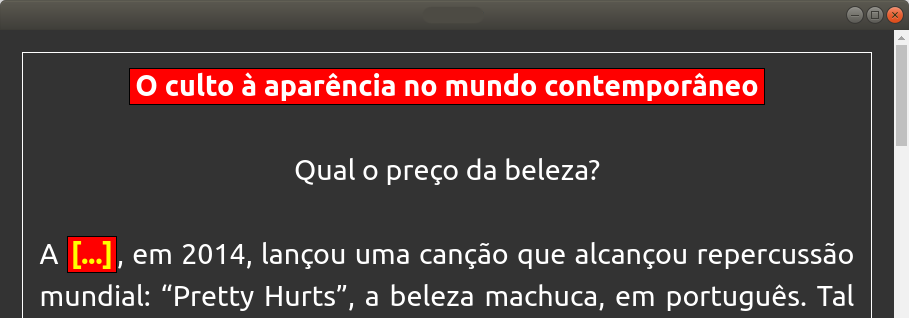 O culto à aparência no mundo contemporâneo
Qual o preço da beleza?
A [...], em 2014, lançou uma canção que alcançou repercussão
mundial: “Pretty Hurts”, a beleza machuca, em português. Tal